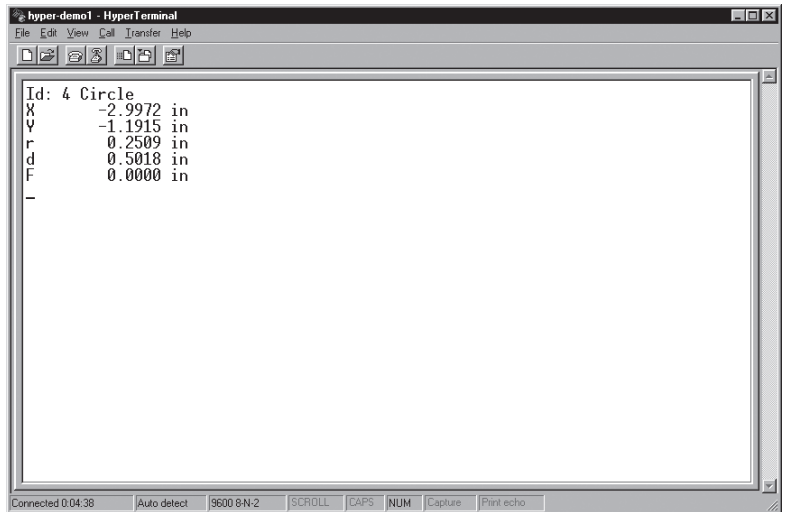 hyper-demo1 - HyperTerminal
File Edit View Call Transfer Help
Id: 4 Circle
X -2.9972 in
Y -1.1915 in
r 0.2509 in
d 0.5018 in
F 0.0000 in
_
Connected 0:04:38 Auto detect 9600 8-N-2 SCROLL CAPS NUM Capture Print echo